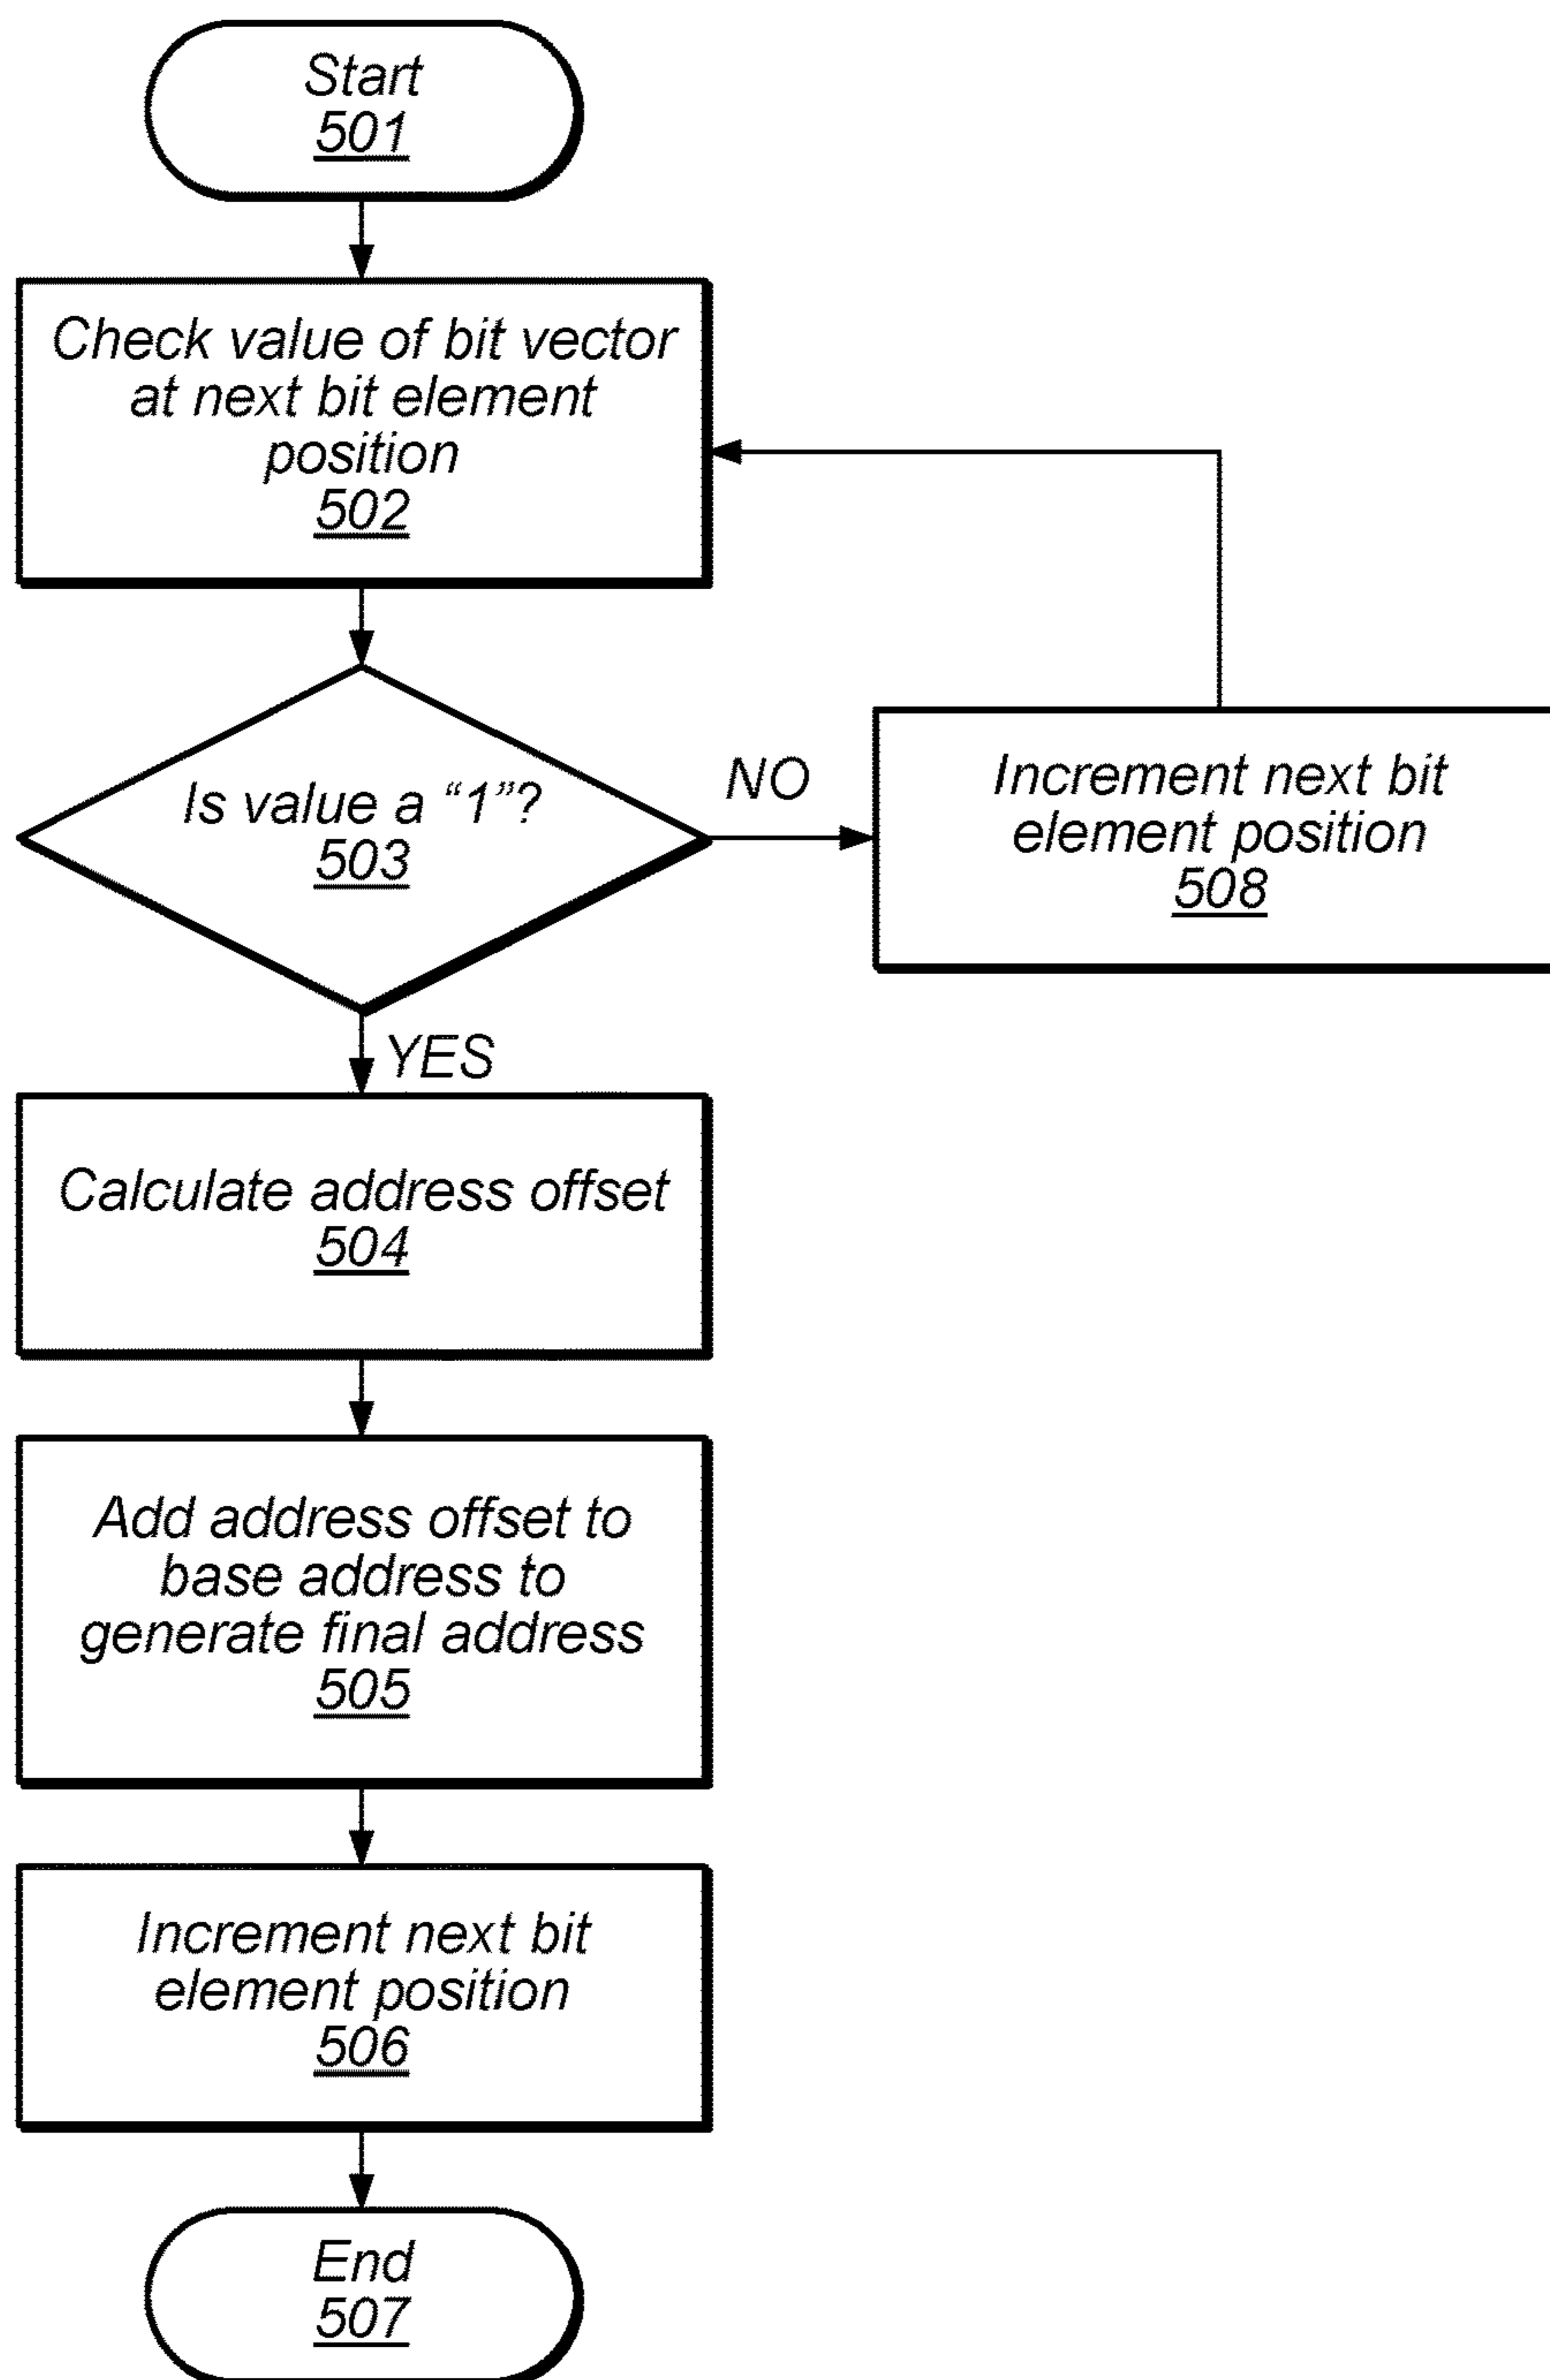 Start
501
Check value of bit vector
at next bit element
position
502
Is value a “1”?
503
NO
Increment next bit
element position
508
YES
Calculate address offset
504
Add address offset to
base address to
generate final address
505
Increment next bit
element position
506
End
507